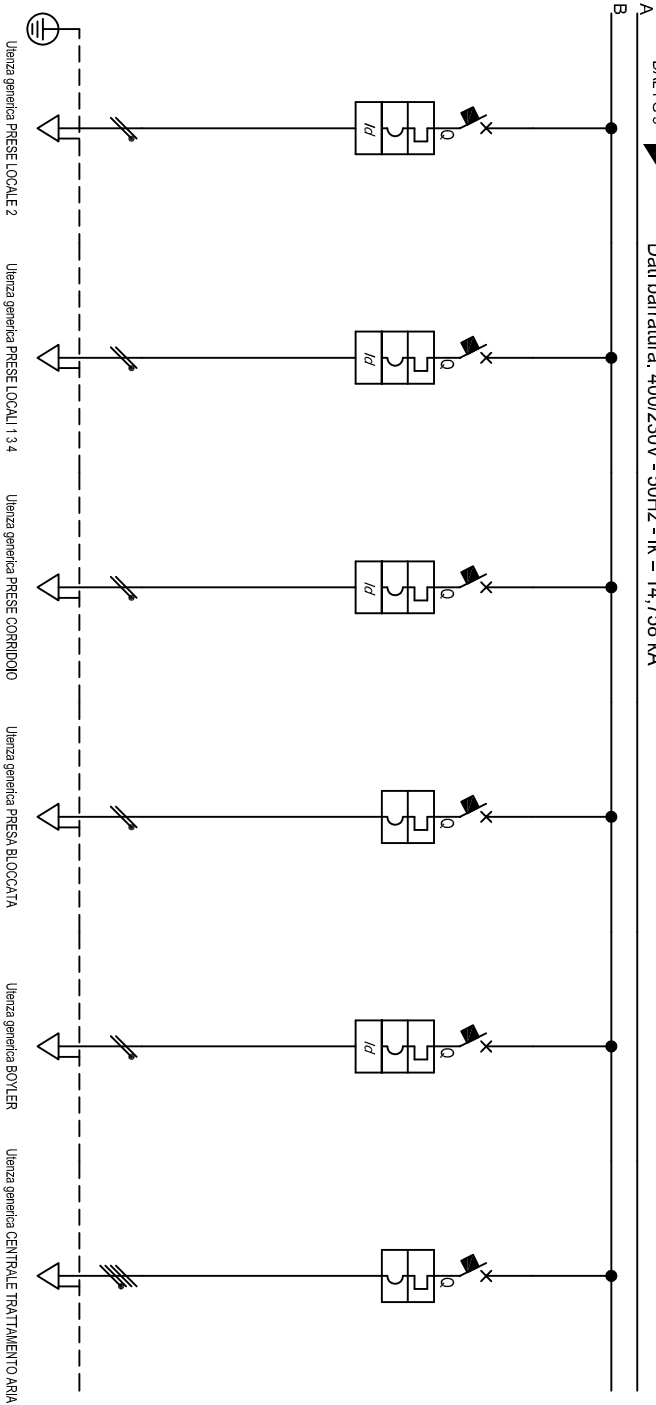 A
B
Dati barratura: 400/230V - 50Hz - Ik = 14,758 kA
Q
Id
Q
Id
Q
Id
Q
Q
Id
Q
Utenza generica PRESE LOCALE 2
Utenza generica PRESE LOCALI 1 3 4
Utenza generica PRESE CORRIDOIO
Utenza generica PRESA BLOCCATA
Utenza generica BOYLER
Utenza generica CENTRALE TRATTAMENTO ARIA